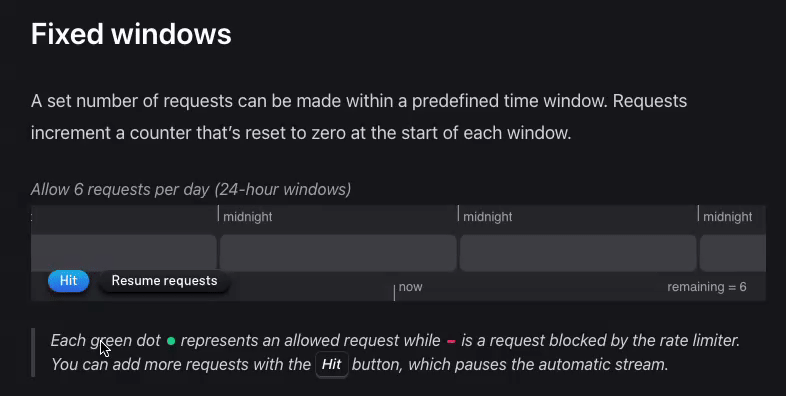 Fixed windows
A set number of requests can be made within a predefined time window. Requests
increment a counter that’s reset to zero at the start of each window.
Allow 6 requests per day (24-hour windows)
midnight midnight midnight
Hit Resume requests
now remaining = 6
Each green dot represents an allowed request while - is a request blocked by the rate limiter.
You can add more requests with the Hit button, which pauses the automatic stream.